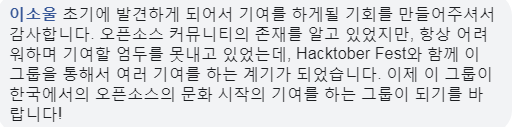 이소울 초기에 발견하게 되어서 기여를 하게될 기회를 만들어주셔서
감사합니다. 오픈소스 커뮤니티의 존재를 알고 있었지만, 항상 어려
워하며 기여할 엄두를 못내고 있었는데, Hacktober Fest와 함께 이
그룹을 통해서 여러 기여를 하는 계기가 되었습니다. 이제 이 그룹이
한국에서의 오픈소스의 문화 시작의 기여를 하는 그룹이 되기를 바
랍니다!